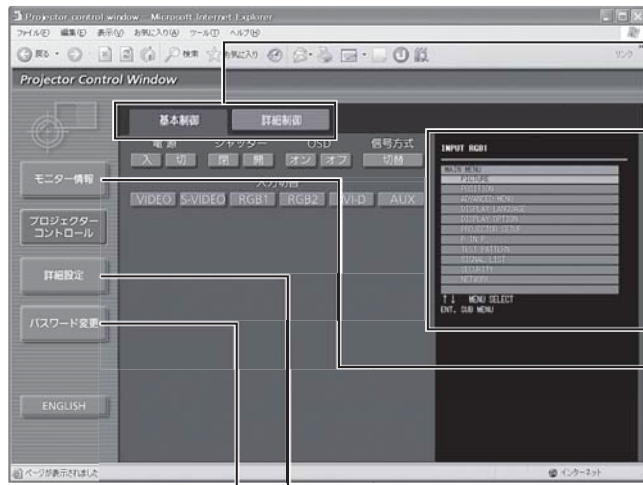 Projector control window - Microsoft Internet Explorer
ファイル(F) 編集(E) 表示(V) お気に入り(A) ツール(T) ヘルプ(H)
戻る 検索 お気に入り リンク
Projector Control Window
基本制御 詳細制御
電源 シャッター OSD 信号方式
入 切 閉 開 オン オフ 切替
入力切替
VIDEO S-VIDEO RGB1 RGB2 DVI-D AUX
モニター情報
プロジェクター
コントロール
詳細設定
パスワード変更
ENGLISH
INPUT RGB1
MAIN MENU
PICTURE
POSITION
ADVANCED MENU
DISPLAY LANGUAGE
DISPLAY OPTION
PROJECTOR SETUP
P IN P
TEST PATTERN
SIGNAL LIST
SECURITY
NETWORK
↑↓ MENU SELECT
ENT. SUB MENU
ページが表示されました インターネット